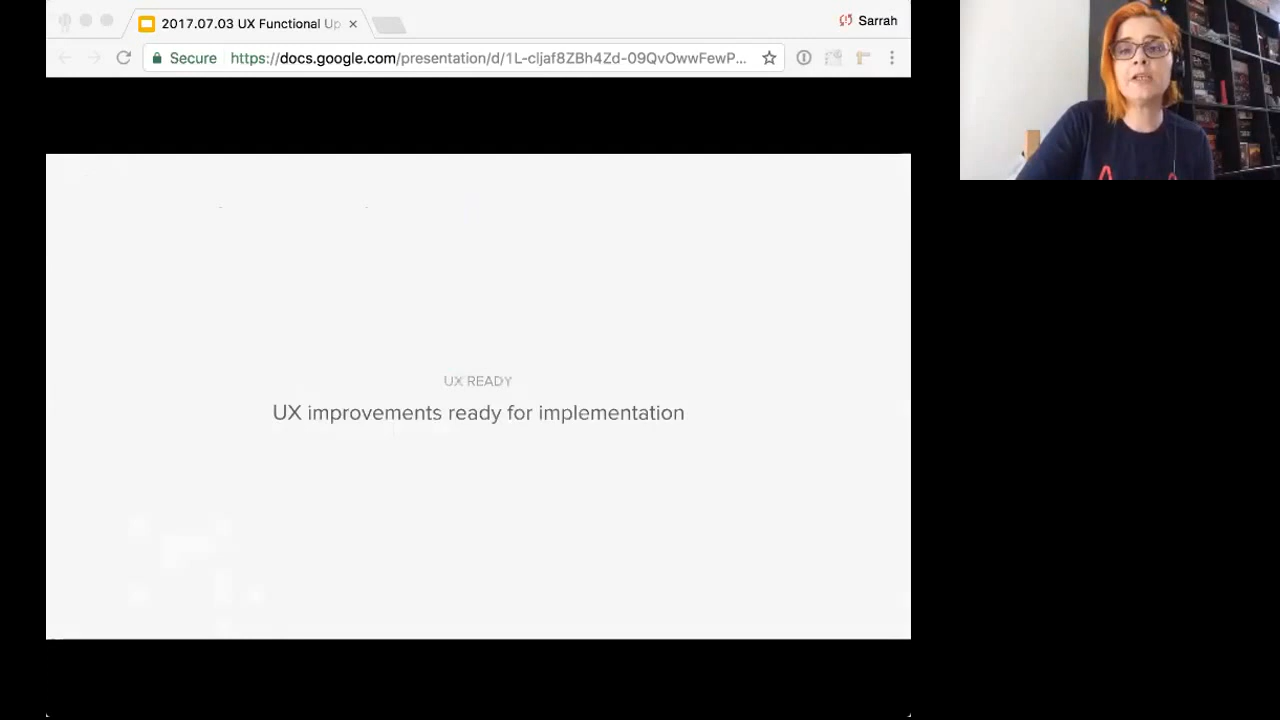 2017.07.03 UX Functional Up
Sarrah
Secure https://docs.google.com/presentation/d/1L-cljaf8ZBh4Zd-09QvOwwFewP...
UX READY
UX improvements ready for implementation